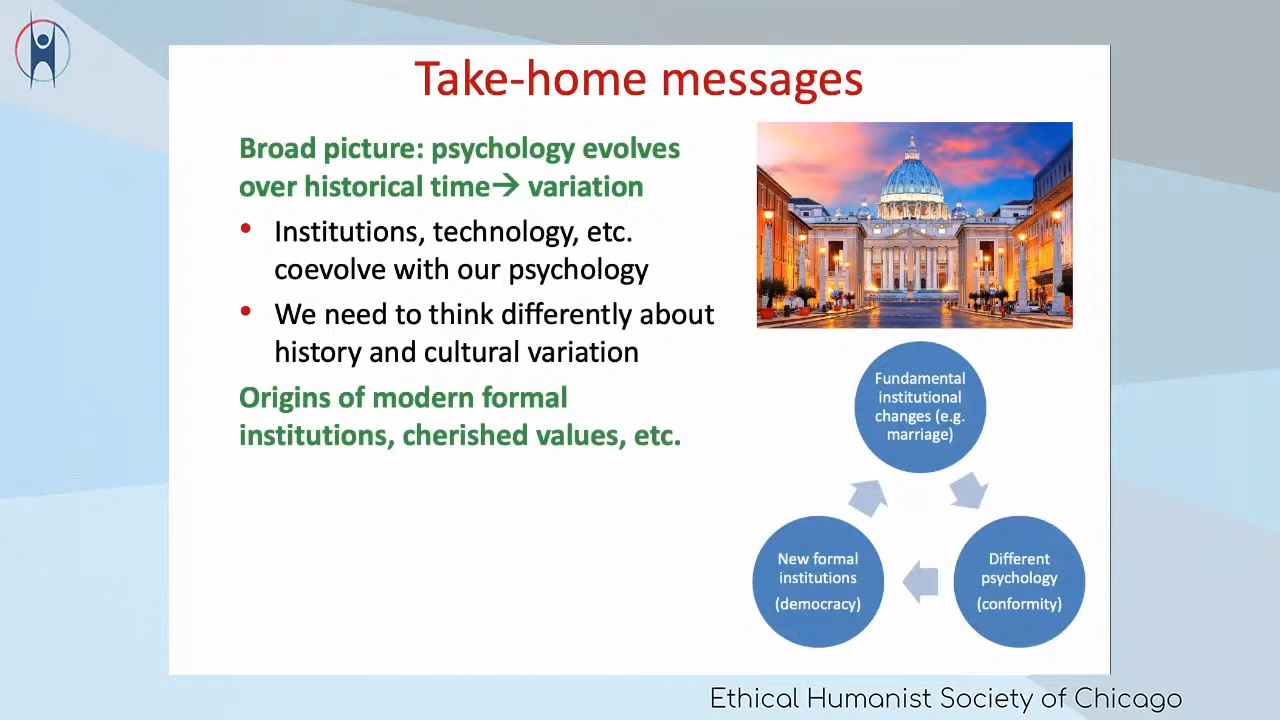 Take-home messages
Broad picture: psychology evolves
over historical time→ variation
• Institutions, technology, etc.
coevolve with our psychology
• We need to think differently about
history and cultural variation
Origins of modern formal
institutions, cherished values, etc.
Fundamental
institutional
changes (e.g.
marriage)
New formal
institutions
(democracy)
Different
psychology
(conformity)
Ethical Humanist Society of Chicago